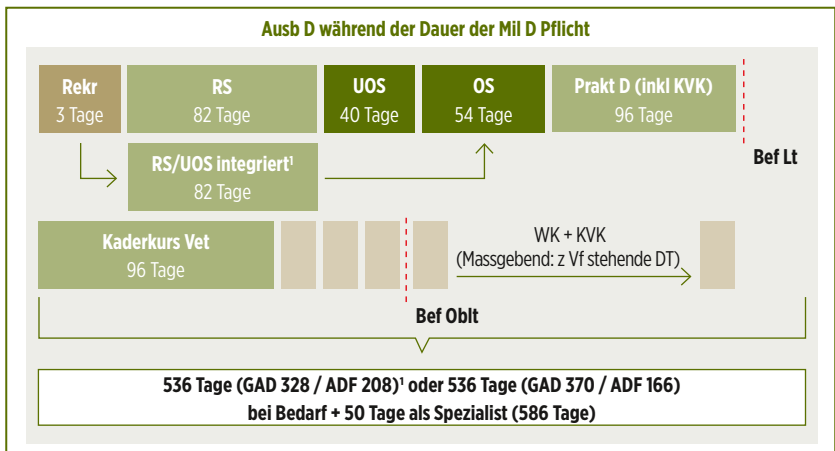 Ausb D während der Dauer der Mil D Pflicht
Rekr
3 Tage
RS
82 Tage
UOS
40 Tage
OS
54 Tage
Prakt D (inkl KVK)
96 Tage
Bef Lt
RS/UOS integriert¹
82 Tage
Kaderkurs Vet
96 Tage
WK + KVK
(Massgebend: z Vf stehende DT)
Bef Oblt
536 Tage (GAD 328 / ADF 208)¹ oder 536 Tage (GAD 370 / ADF 166)
bei Bedarf + 50 Tage als Spezialist (586 Tage)